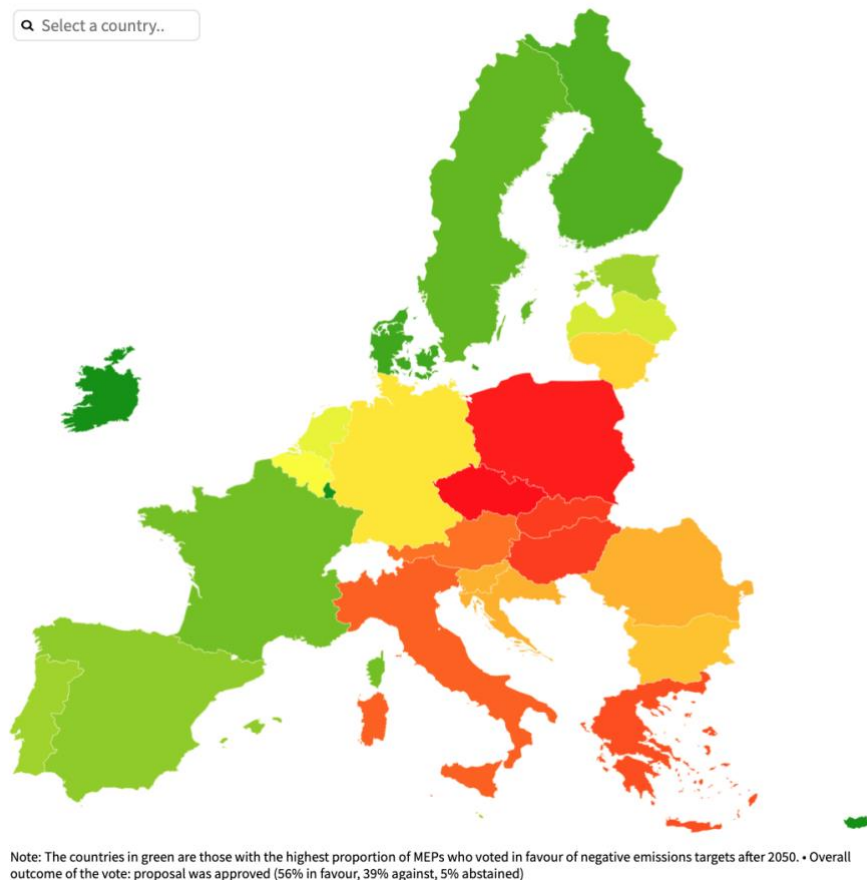 Select a country..
Note: The countries in green are those with the highest proportion of MEPs who voted in favour of negative emissions targets after 2050. • Overall
outcome of the vote: proposal was approved (56% in favour, 39% against, 5% abstained)